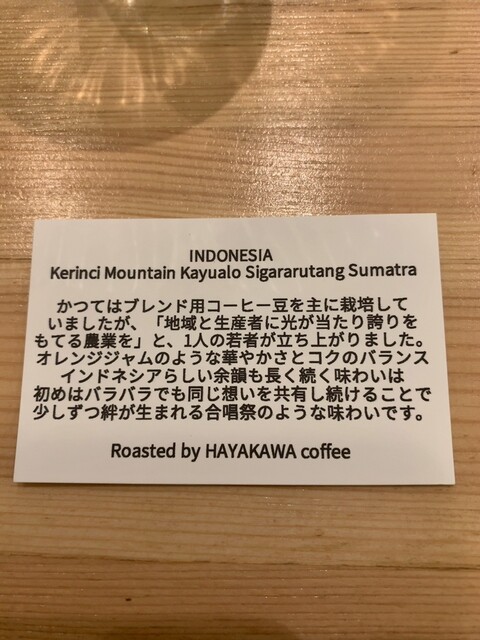 INDONESIA
Kerinci Mountain Kayualo Sigararutang Sumatra
かつてはブレンド用コーヒー豆を主に栽培して
いましたが、「地域と生産者に光が当たり誇りを
もてる農業を」と、1人の若者が立ち上がりました。
オレンジジャムのような華やかさとコクのバランス
インドネシアらしい余韻も長く続く味わいは
初めはバラバラでも同じ想いを共有し続けることで
少しずつ絆が生まれる合唱祭のような味わいです。
Roasted by HAYAKAWA coffee